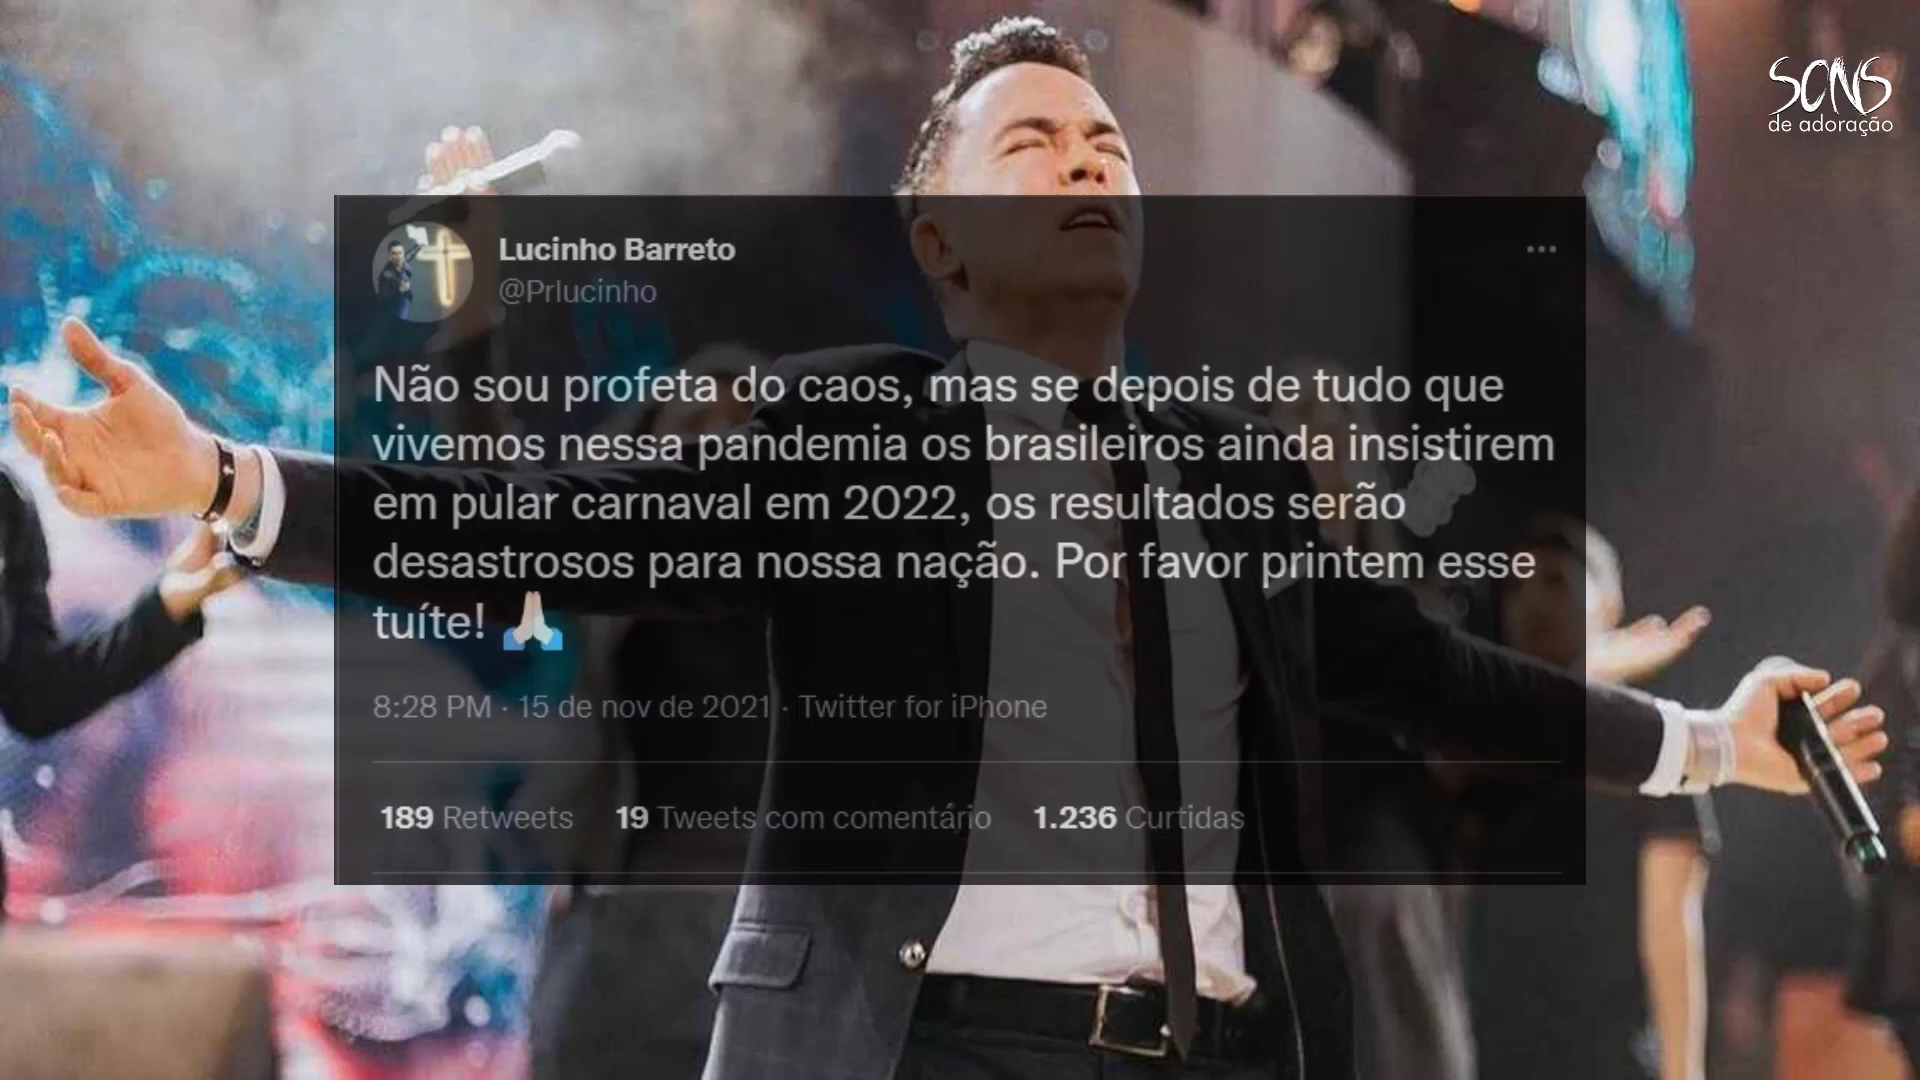 SONS
de adoração
Lucinho Barreto
@Prlucinho
Não sou profeta do caos, mas se depois de tudo que
vivemos nessa pandemia os brasileiros ainda insistirem
em pular carnaval em 2022, os resultados serão
desastrosos para nossa nação. Por favor printem esse
tuíte! 🙏🏻
8:28 PM · 15 de nov de 2021 · Twitter for iPhone
189 Retweets 19 Tweets com comentário 1.236 Curtidas